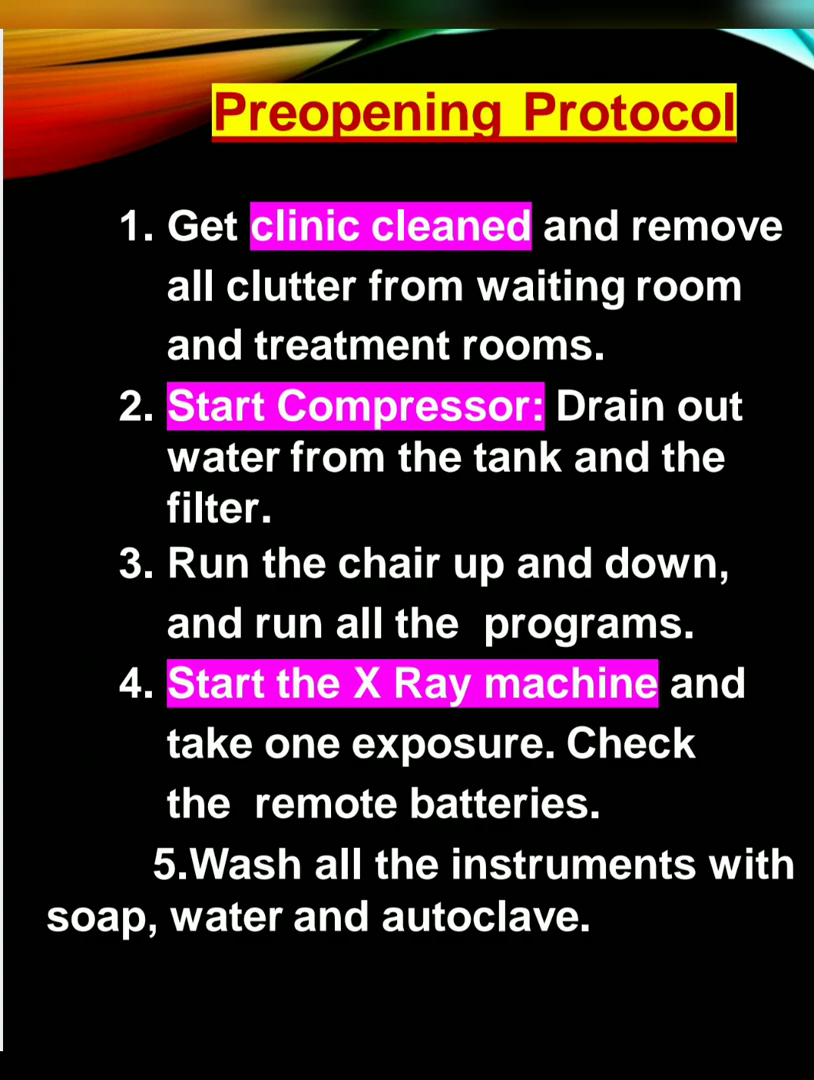 Preopening Protocol
1. Get clinic cleaned and remove
all clutter from waiting room
and treatment rooms.
2. Start Compressor: Drain out
water from the tank and the
filter.
3. Run the chair up and down,
and run all the programs.
4. Start the X Ray machine and
take one exposure. Check
the remote batteries.
5.Wash all the instruments with
soap, water and autoclave.